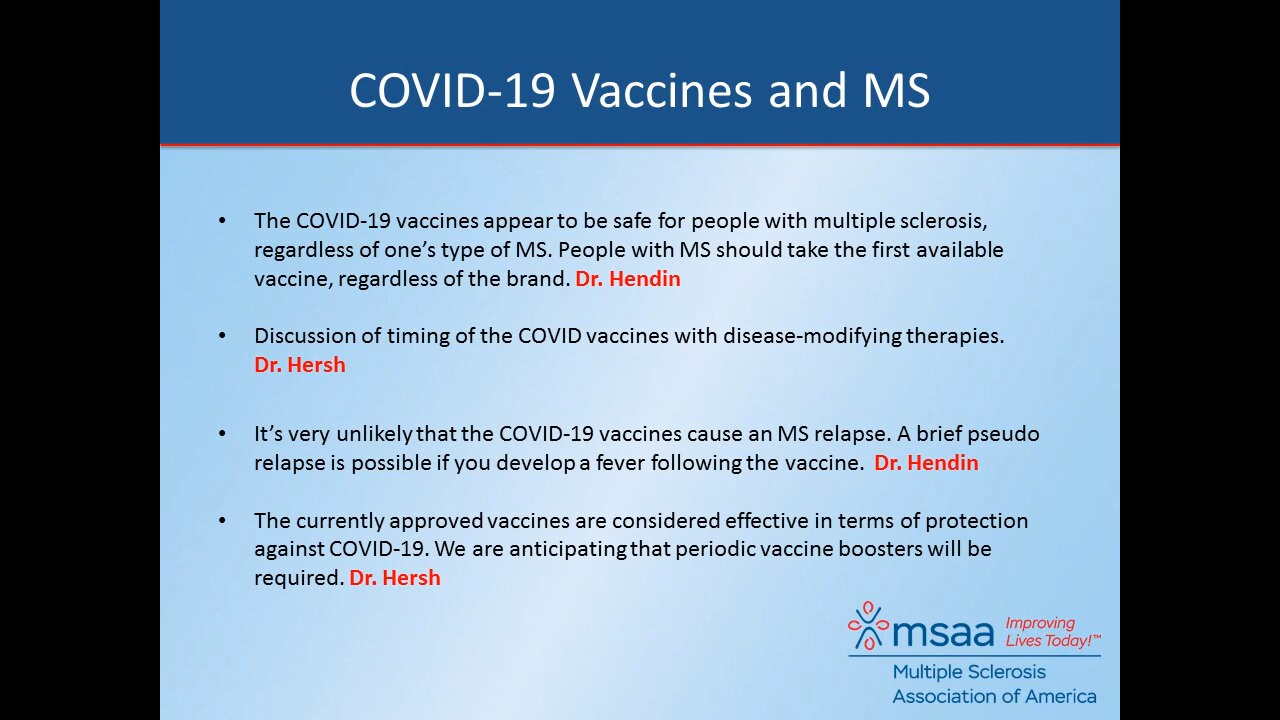 COVID-19 Vaccines and MS
• The COVID-19 vaccines appear to be safe for people with multiple sclerosis,
regardless of one’s type of MS. People with MS should take the first available
vaccine, regardless of the brand. Dr. Hendin
• Discussion of timing of the COVID vaccines with disease-modifying therapies.
Dr. Hersh
• It’s very unlikely that the COVID-19 vaccines cause an MS relapse. A brief pseudo
relapse is possible if you develop a fever following the vaccine. Dr. Hendin
• The currently approved vaccines are considered effective in terms of protection
against COVID-19. We are anticipating that periodic vaccine boosters will be
required. Dr. Hersh
msaa Improving
Lives Today!™
Multiple Sclerosis
Association of America